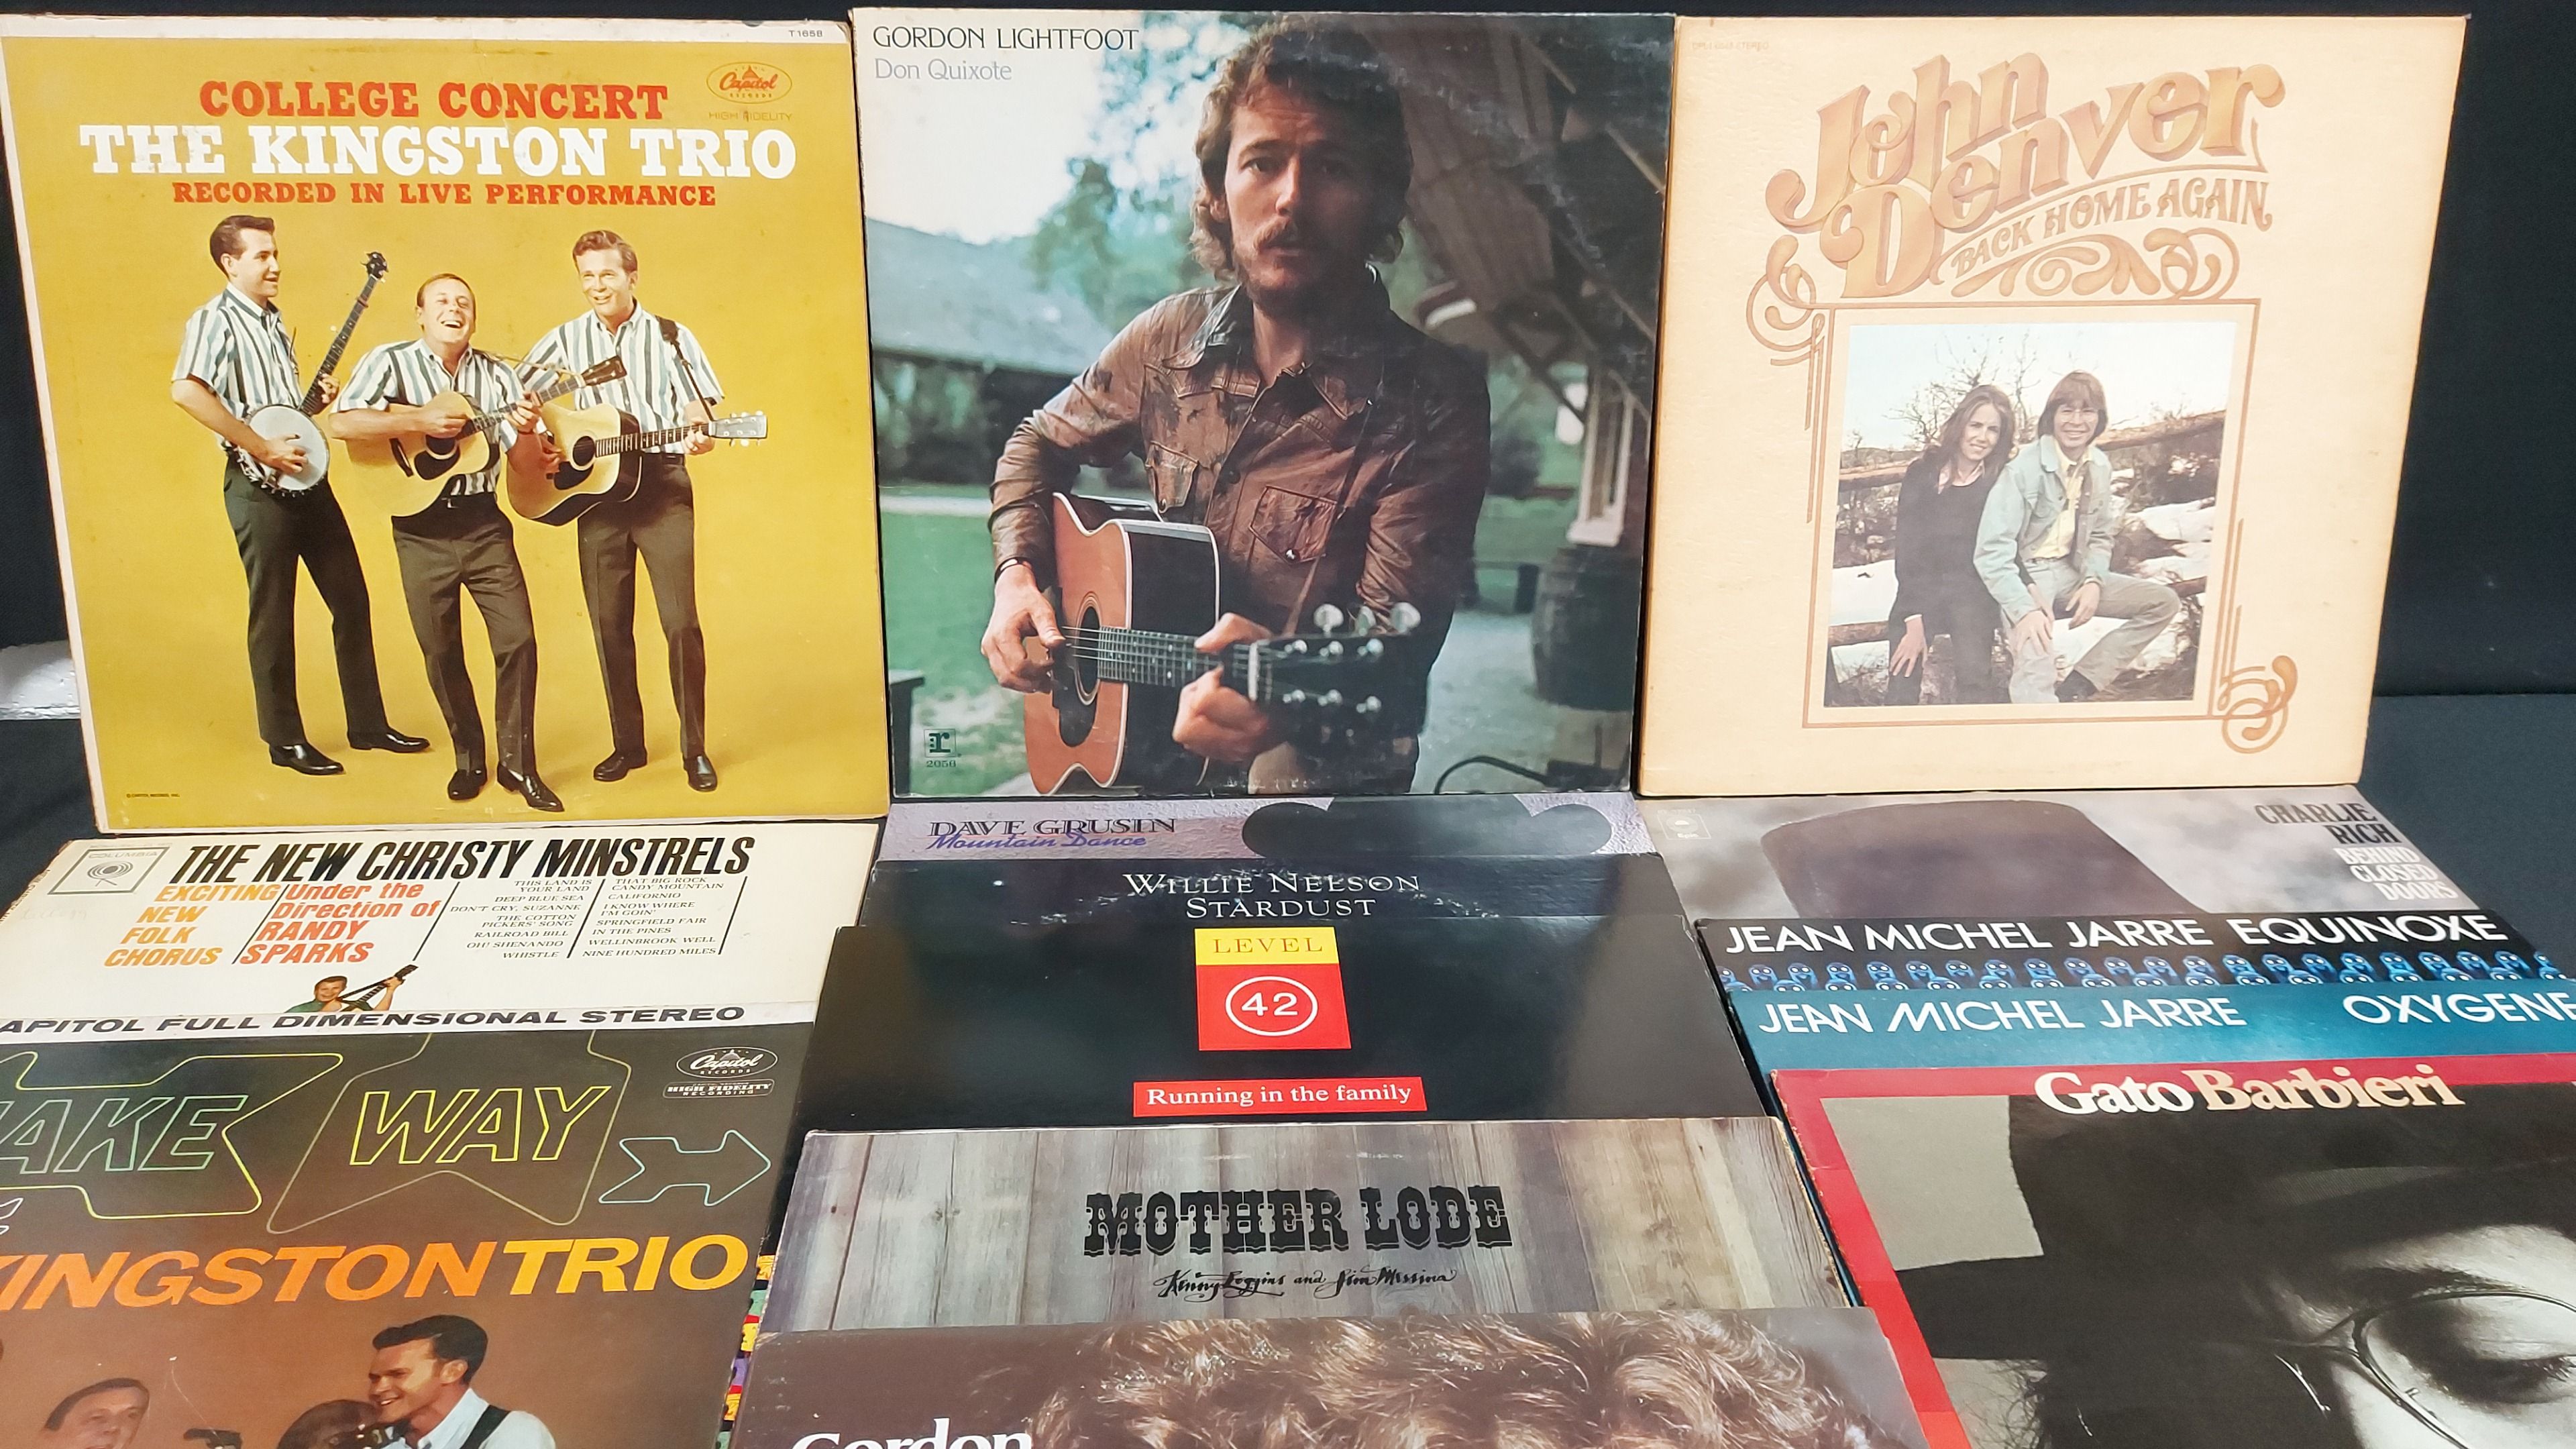 T1658
Capitol
RECORDS
HIGH FIDELITY
COLLEGE CONCERT
THE KINGSTON TRIO
RECORDED IN LIVE PERFORMANCE
GORDON LIGHTFOOT
Don Quixote
r
2056
John
Denver
BACK HOME AGAIN
COLUMBIA
THE NEW CHRISTY MINSTRELS
EXCITING
NEW
FOLK
CHORUS
Under the
Direction of
RANDY
SPARKS
THIS LAND IS
YOUR LAND
DEEP BLUE SEA
DON'T CRY, SUZANNE
THE COTTON
PICKERS' SONG
RAILROAD BILL
OH! SHENANDO
WHISTLE
THAT BIG ROCK
CANDY MOUNTAIN
CALIFORNIO
I KNOW WHERE
I'M GOIN'
SPRINGFIELD FAIR
IN THE PINES
WELLINBROOK WELL
NINE HUNDRED MILES
APITOL FULL DIMENSIONAL STEREO
Capitol
RECORDS
HIGH FIDELITY
RECORDING
AKE WAY
KINGSTON TRIO
DAVE GRUSIN
Mountain Dance
WILLIE NELSON
STARDUST
LEVEL
42
Running in the family
MOTHER LODE
Kenny Loggins and Jim Messina
Gordon
Epic
CHARLIE
RICH
BEHIND
CLOSED
DOORS
JEAN MICHEL JARRE EQUINOXE
JEAN MICHEL JARRE OXYGENE
Gato Barbieri